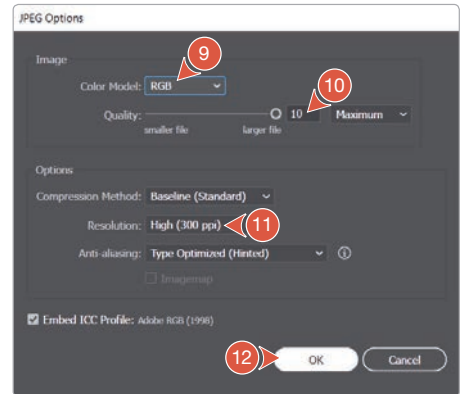 JPEG Options
Image
9
Color Model: RGB
10
Quality: 10 Maximum
smaller file larger file
Options
Compression Method: Baseline (Standard)
Resolution: High (300 ppi) 11
Anti-aliasing: Type Optimized (Hinted)
Imagemap
Embed ICC Profile: Adobe RGB (1998)
12 OK Cancel